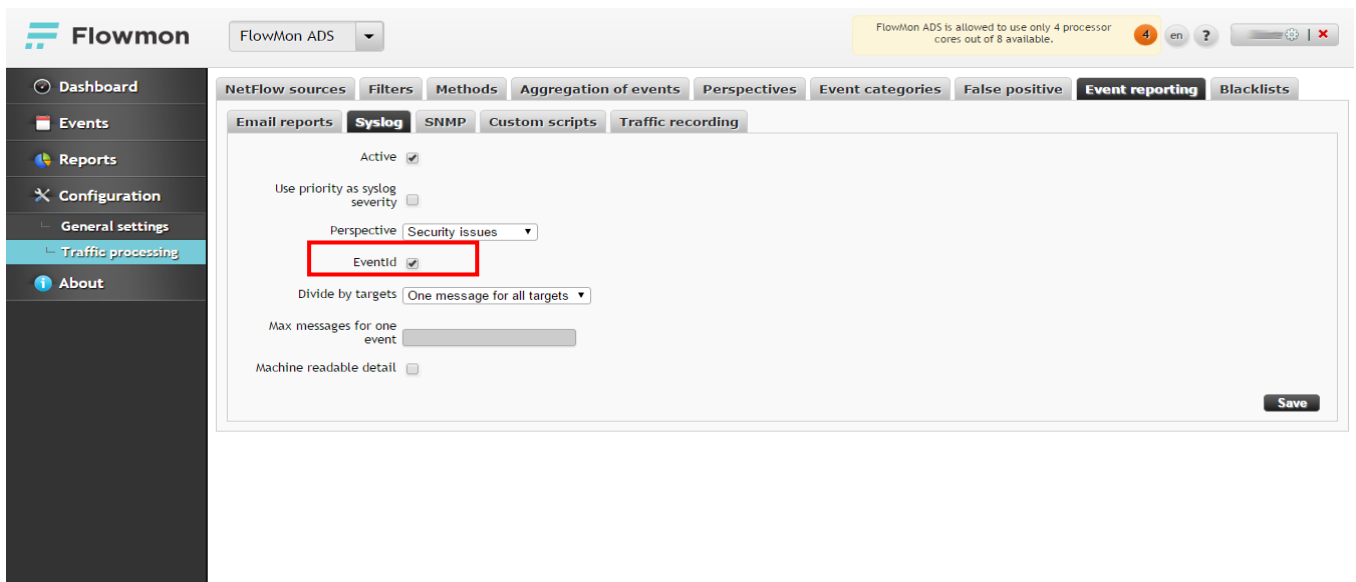 Flowmon
FlowMon ADS
FlowMon ADS is allowed to use only 4 processor
cores out of 8 available.
4
en
?
Dashboard
Events
Reports
Configuration
General settings
Traffic processing
About
NetFlow sources
Filters
Methods
Aggregation of events
Perspectives
Event categories
False positive
Event reporting
Blacklists
Email reports
Syslog
SNMP
Custom scripts
Traffic recording
Active
Use priority as syslog
severity
Perspective
Security issues
EventId
Divide by targets
One message for all targets
Max messages for one
event
Machine readable detail
Save